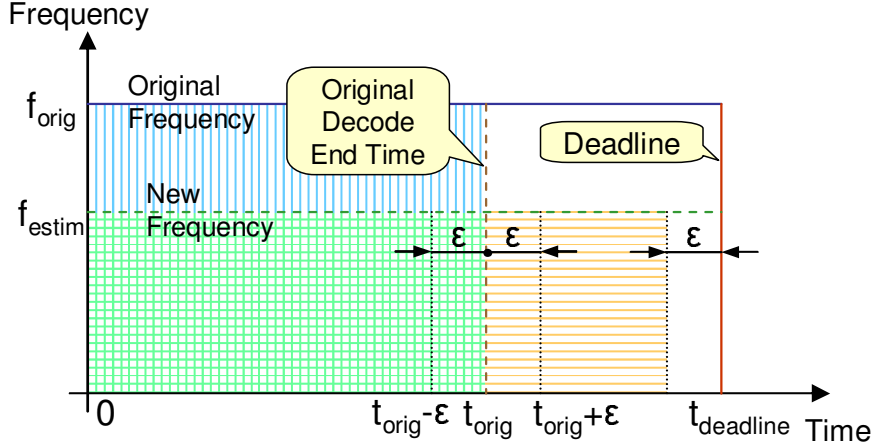 Frequency
Original
Frequency
f_orig
Original
Decode
End Time
Deadline
New
Frequency
f_estim
ε ε ε
0 t_orig-ε t_orig t_orig+ε t_deadline Time